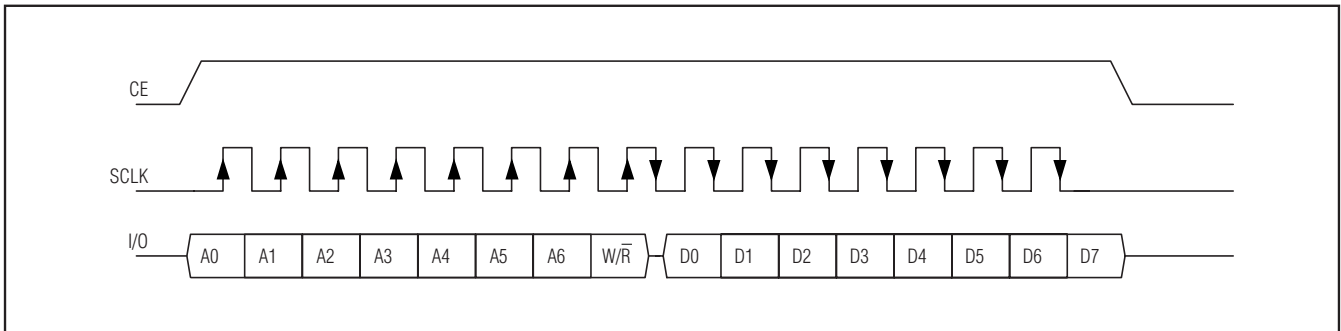 CE
SCLK
I/O A0 A1 A2 A3 A4 A5 A6 W/R̅ D0 D1 D2 D3 D4 D5 D6 D7